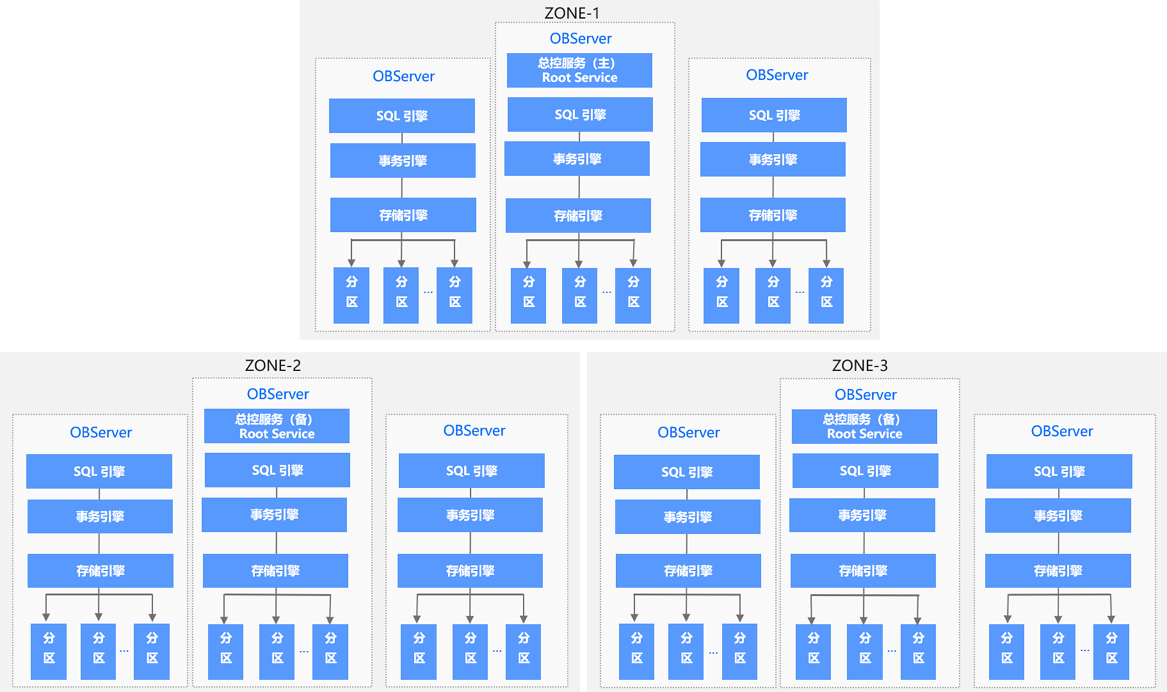 ZONE-1
OBServer
SQL 引擎
事务引擎
存储引擎
分
区
分
区
...
分
区
OBServer
总控服务（主）
Root Service
SQL 引擎
事务引擎
存储引擎
分
区
分
区
...
分
区
OBServer
SQL 引擎
事务引擎
存储引擎
分
区
分
区
...
分
区
ZONE-2
OBServer
SQL 引擎
事务引擎
存储引擎
分
区
分
区
...
分
区
OBServer
总控服务（备）
Root Service
SQL 引擎
事务引擎
存储引擎
分
区
分
区
...
分
区
OBServer
SQL 引擎
事务引擎
存储引擎
分
区
分
区
...
分
区
ZONE-3
OBServer
SQL 引擎
事务引擎
存储引擎
分
区
分
区
...
分
区
OBServer
总控服务（备）
Root Service
SQL 引擎
事务引擎
存储引擎
分
区
分
区
...
分
区
OBServer
SQL 引擎
事务引擎
存储引擎
分
区
分
区
...
分
区